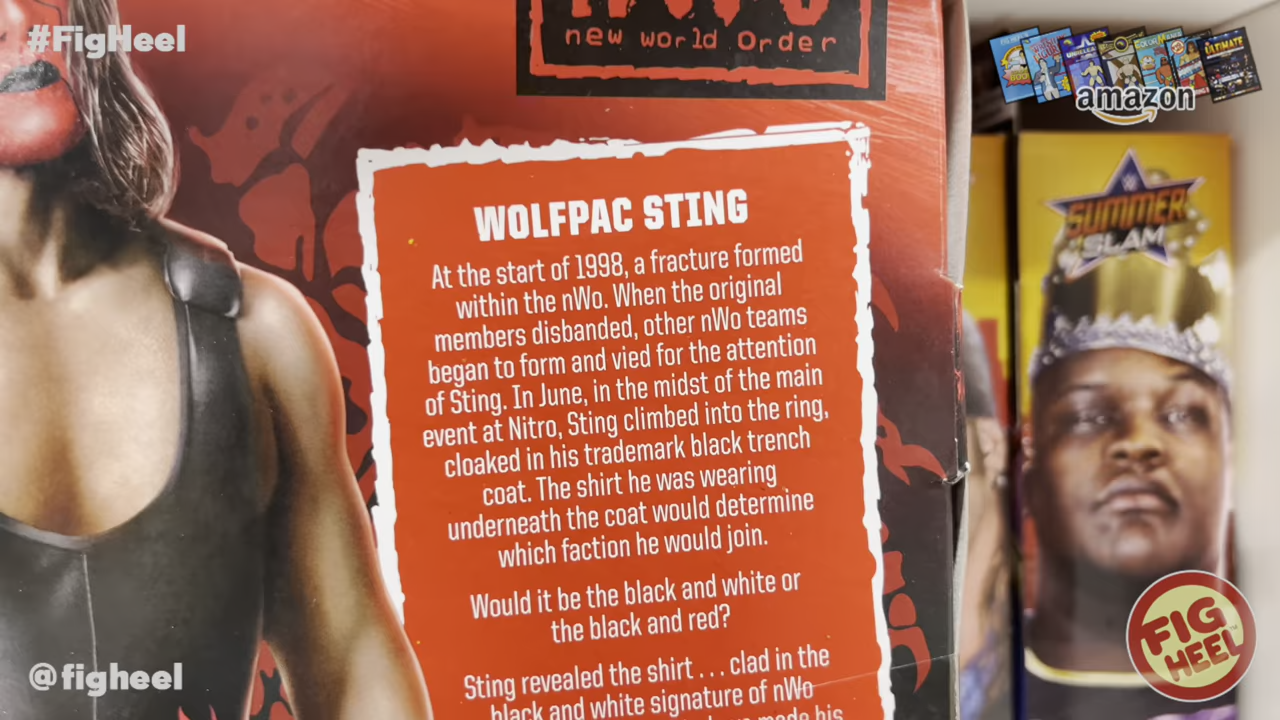 #FigHeel
nWo
new world Order
amazon
SUMMER
SLAM
WOLFPAC STING
At the start of 1998, a fracture formed
within the nWo. When the original
members disbanded, other nWo teams
began to form and vied for the attention
of Sting. In June, in the midst of the main
event at Nitro, Sting climbed into the ring,
cloaked in his trademark black trench
coat. The shirt he was wearing
underneath the coat would determine
which faction he would join.
Would it be the black and white or
the black and red?
Sting revealed the shirt . . . clad in the
black and white signature of nWo
made his
@figheel
FIG
HEEL